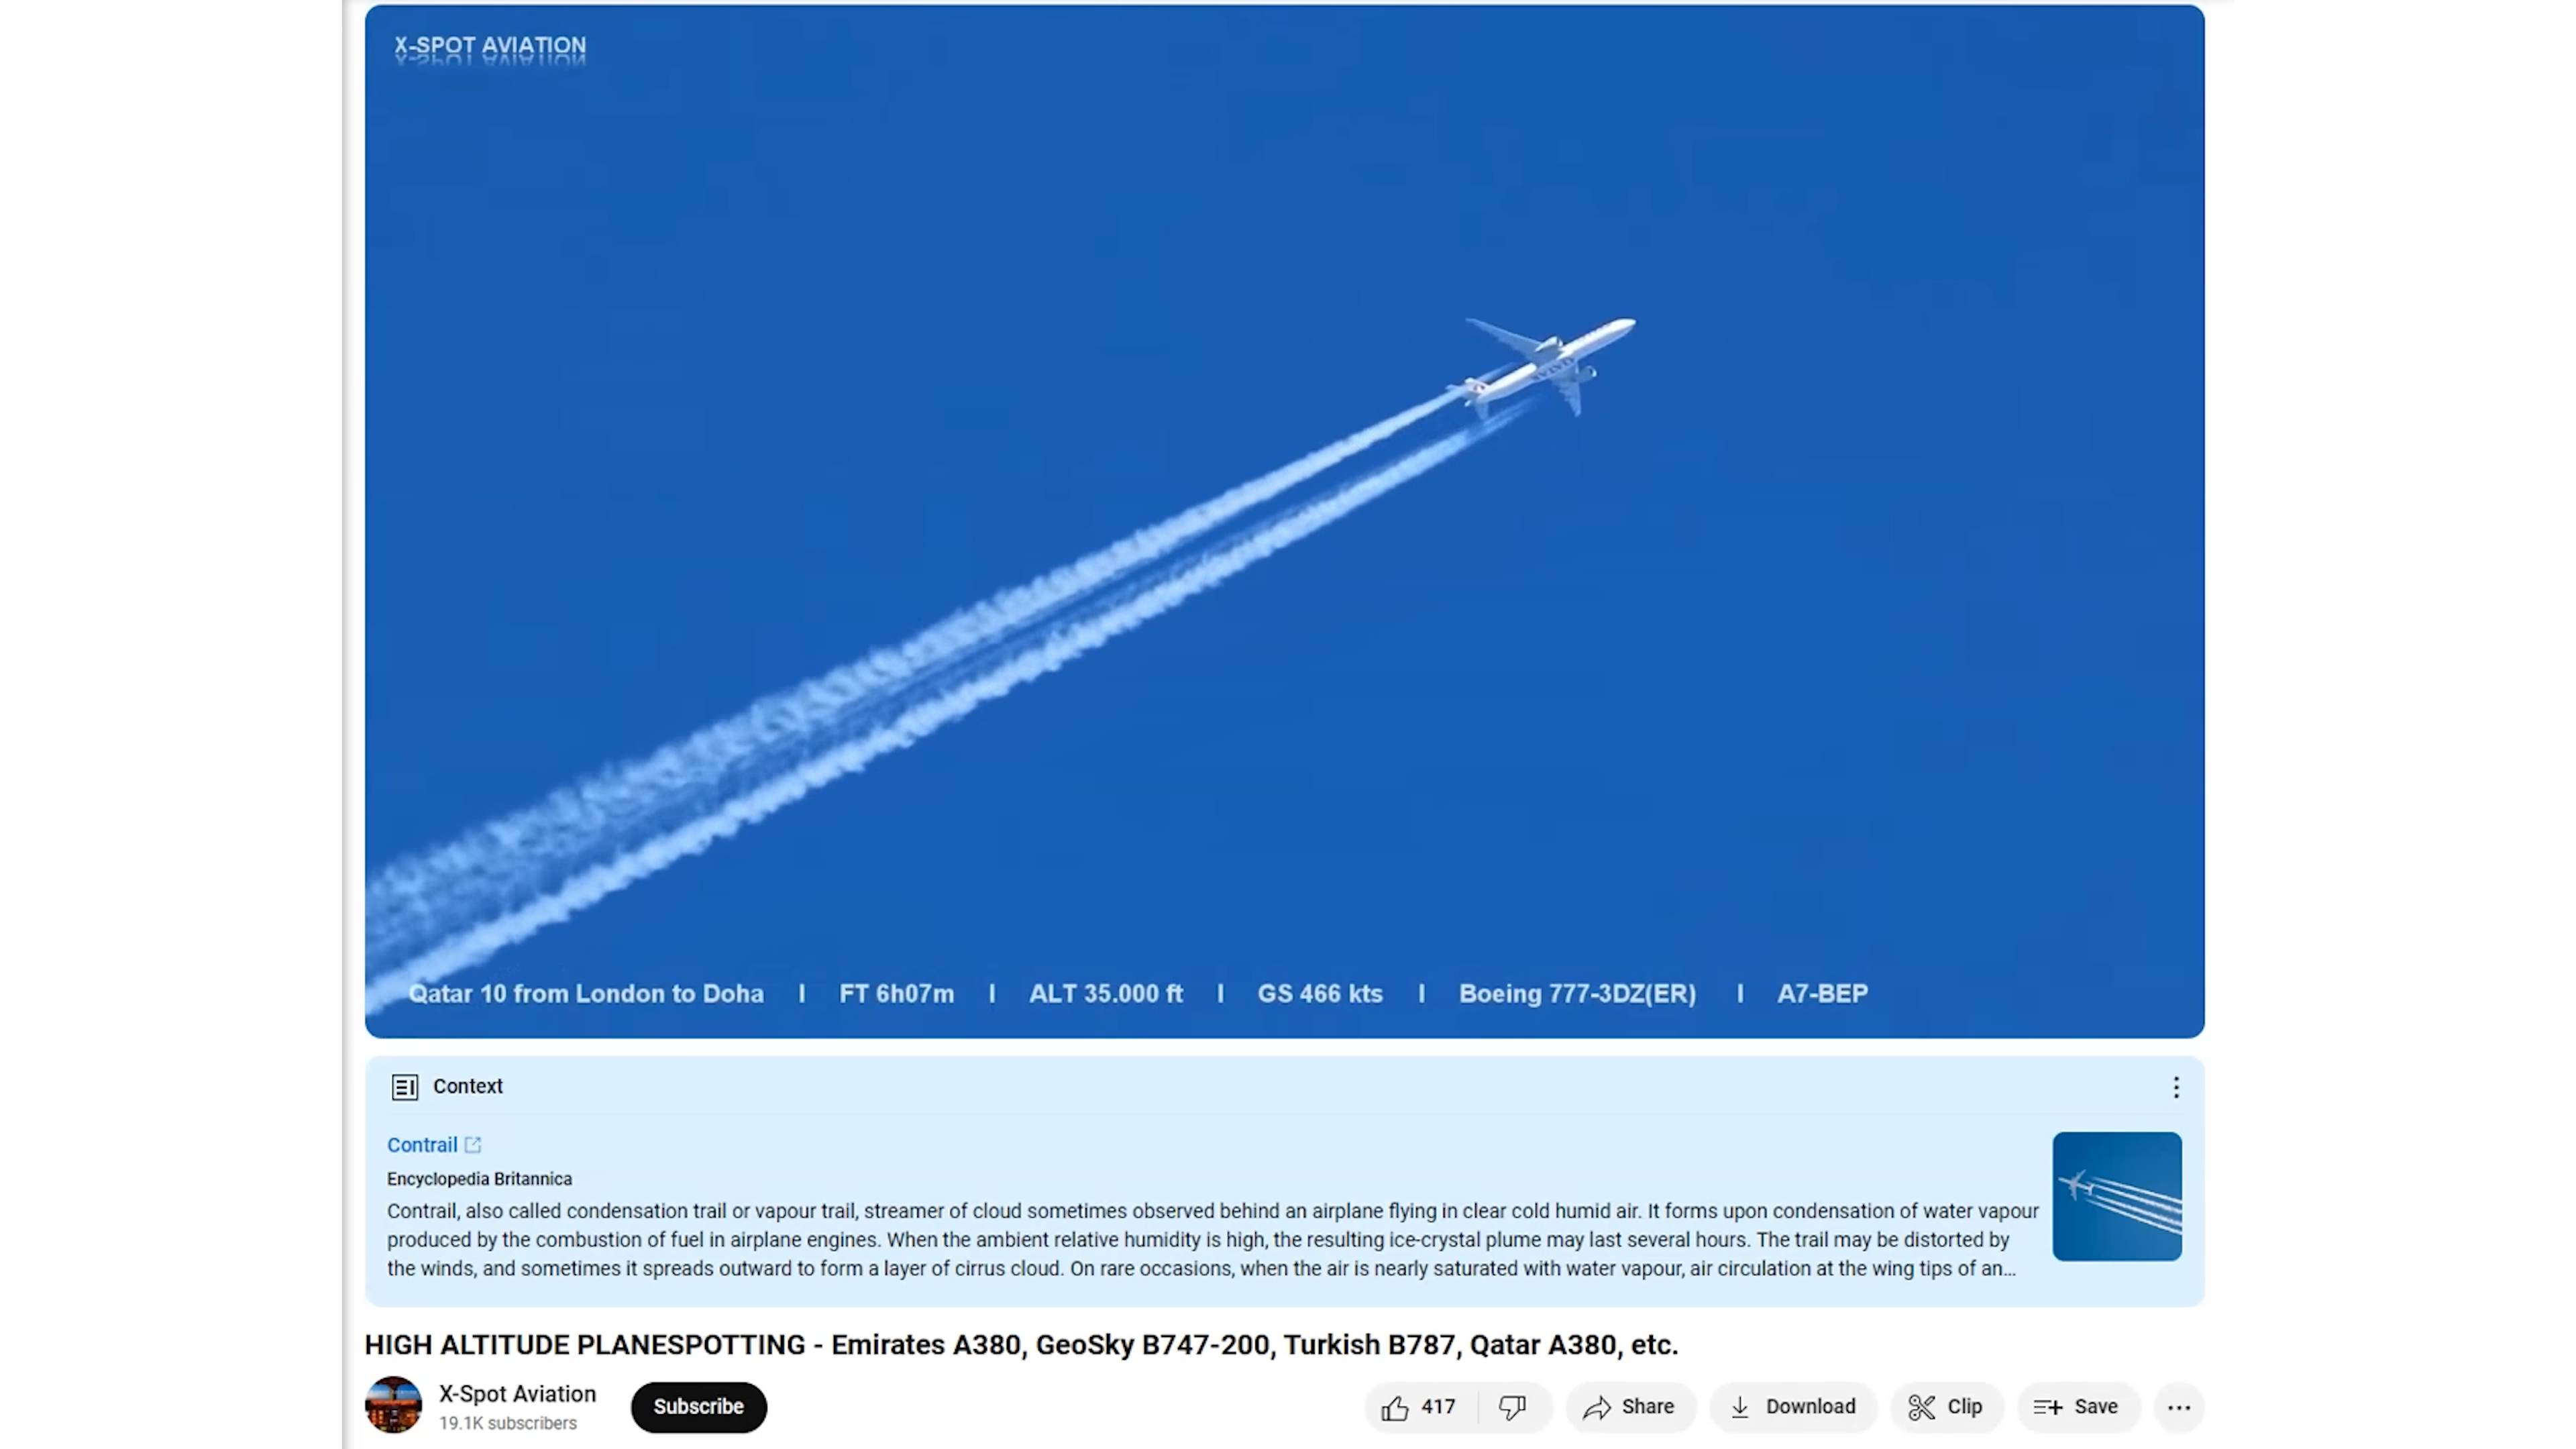 X-SPOT AVIATION
Qatar 10 from London to Doha | FT 6h07m | ALT 35.000 ft | GS 466 kts | Boeing 777-3DZ(ER) | A7-BEP
Context
Contrail
Encyclopedia Britannica
Contrail, also called condensation trail or vapour trail, streamer of cloud sometimes observed behind an airplane flying in clear cold humid air. It forms upon condensation of water vapour
produced by the combustion of fuel in airplane engines. When the ambient relative humidity is high, the resulting ice-crystal plume may last several hours. The trail may be distorted by
the winds, and sometimes it spreads outward to form a layer of cirrus cloud. On rare occasions, when the air is nearly saturated with water vapour, air circulation at the wing tips of an...
HIGH ALTITUDE PLANESPOTTING - Emirates A380, GeoSky B747-200, Turkish B787, Qatar A380, etc.
X-Spot Aviation
19.1K subscribers
Subscribe
417
Share
Download
Clip
Save